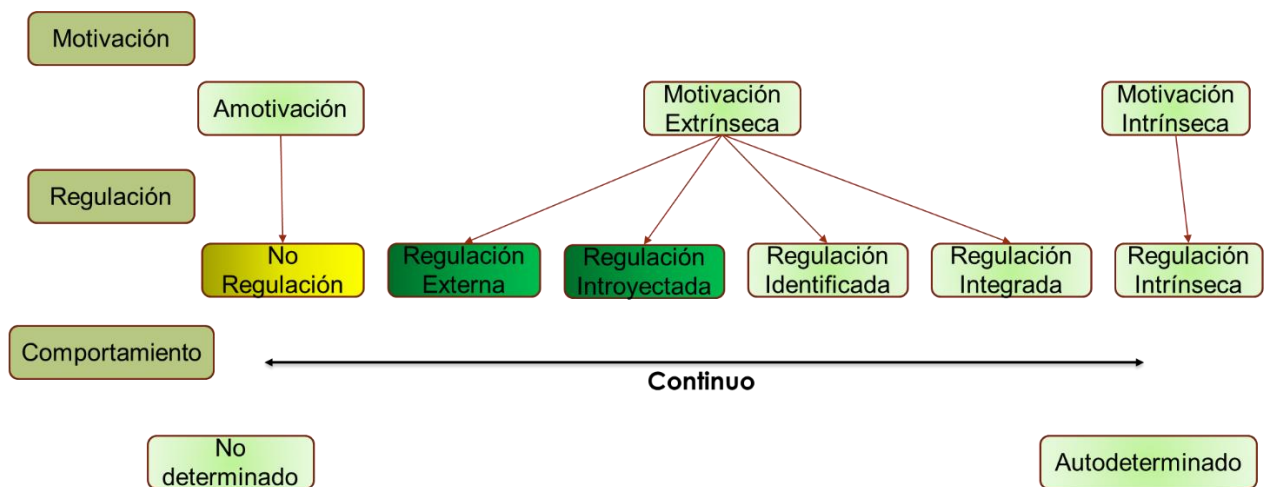 Motivación
Amotivación
Motivación
Extrínseca
Motivación
Intrínseca
Regulación
No
Regulación
Regulación
Externa
Regulación
Introyectada
Regulación
Identificada
Regulación
Integrada
Regulación
Intrínseca
Comportamiento
Continuo
No
determinado
Autodeterminado